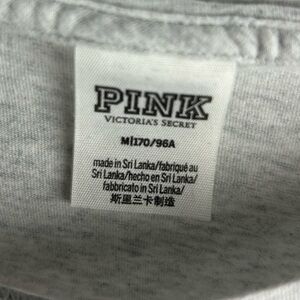 PINK
VICTORIA'S SECRET
M|170/96A
made in Sri Lanka/fabriqué au
Sri Lanka/hecho en Sri Lanka/
fabbricato in Sri Lanka/
斯里兰卡制造